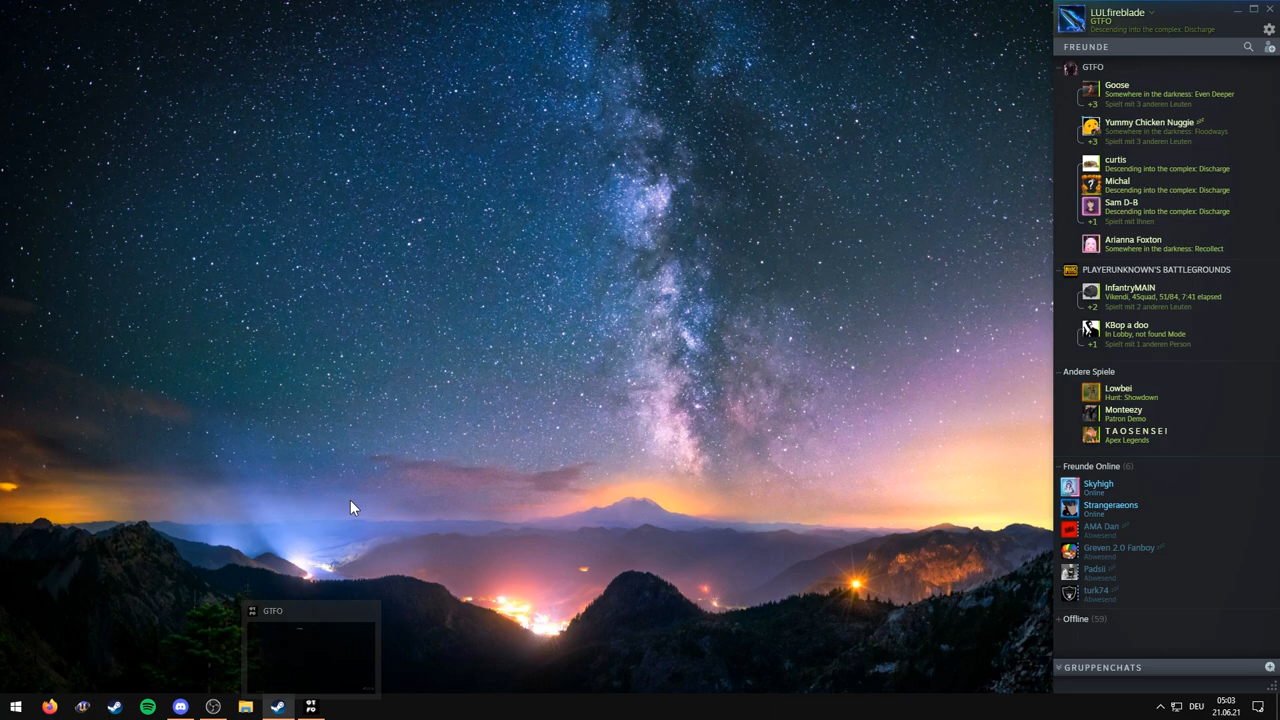 LULfireblade
GTFO
Descending into the complex: Discharge
FREUNDE
GTFO
Goose
Somewhere in the darkness: Even Deeper
+3 Spielt mit 3 anderen Leuten
Yummy Chicken Nuggie
Somewhere in the darkness: Floodways
+3 Spielt mit 3 anderen Leuten
curtis
Descending into the complex: Discharge
Michal
Descending into the complex: Discharge
Sam D-B
Descending into the complex: Discharge
+1 Spielt mit Ihnen
Arianna Foxton
Somewhere in the darkness: Recollect
PLAYERUNKNOWN'S BATTLEGROUNDS
InfantryMAIN
Vikendi, 4Squad, 51/84, 7:41 elapsed
+2 Spielt mit 2 anderen Leuten
KBop a doo
In Lobby, not found Mode
+1 Spielt mit 1 anderen Person
Andere Spiele
Lowbei
Hunt: Showdown
Monteezy
Patron Demo
T A O S E N S E I
Apex Legends
Freunde Online (6)
Skyhigh
Online
Strangeraeons
Online
AMA Dan
Abwesend
Greven 2.0 Fanboy
Abwesend
Padsii
Abwesend
turk74
Abwesend
Offline (59)
GRUPPENCHATS
GTFO
GT
FO
DEU
05:03
21.06.21